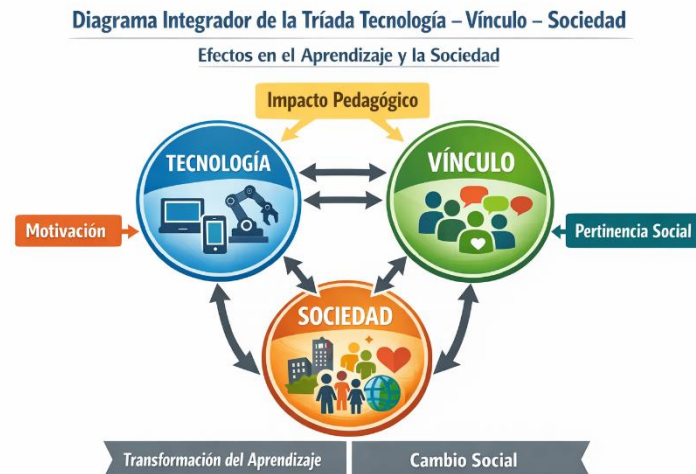 Diagrama Integrador de la Tríada Tecnología – Vínculo – Sociedad
Efectos en el Aprendizaje y la Sociedad
Impacto Pedagógico
TECNOLOGÍA
VÍNCULO
Motivación
Pertinencia Social
SOCIEDAD
Transformación del Aprendizaje
Cambio Social